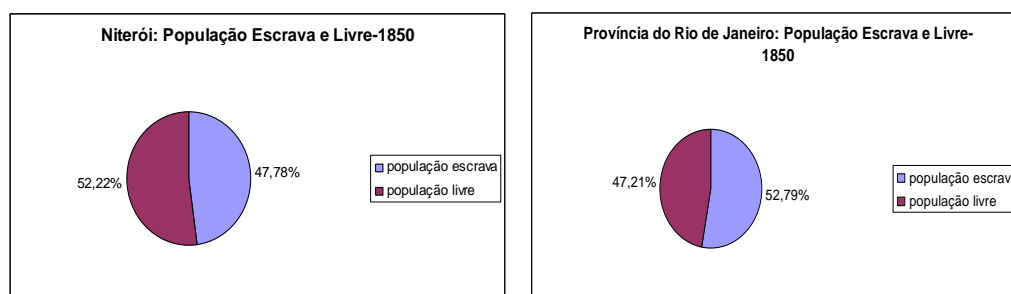 Niterói: População Escrava e Livre-1850
47,78%
52,22%
população escrava
população livre
Província do Rio de Janeiro: População Escrava e Livre-
1850
52,79%
47,21%
população escrav
população livre